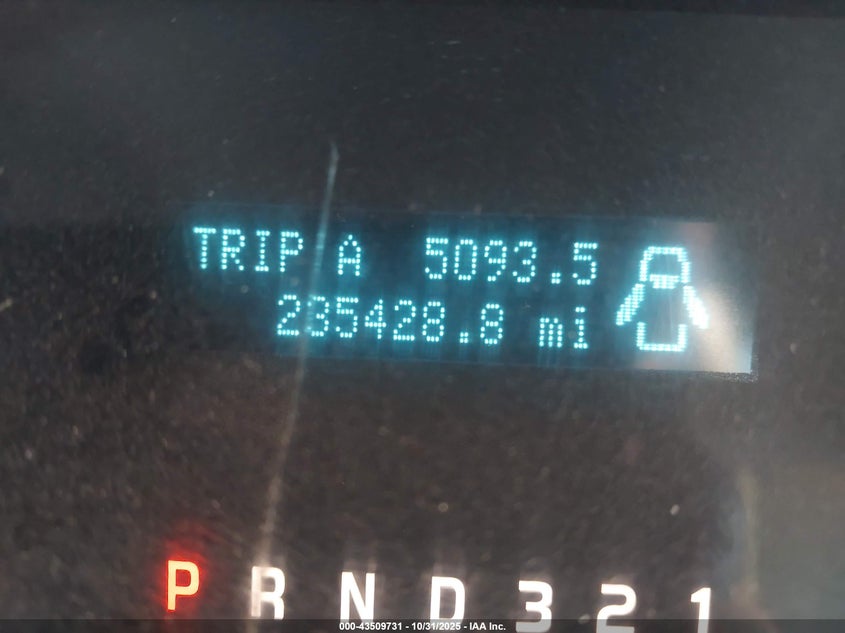 TRIP A 5093.5
235428.8 mi
P R N D 3 2 1
000-43509731 - 10/31/2025 - IAA Inc.